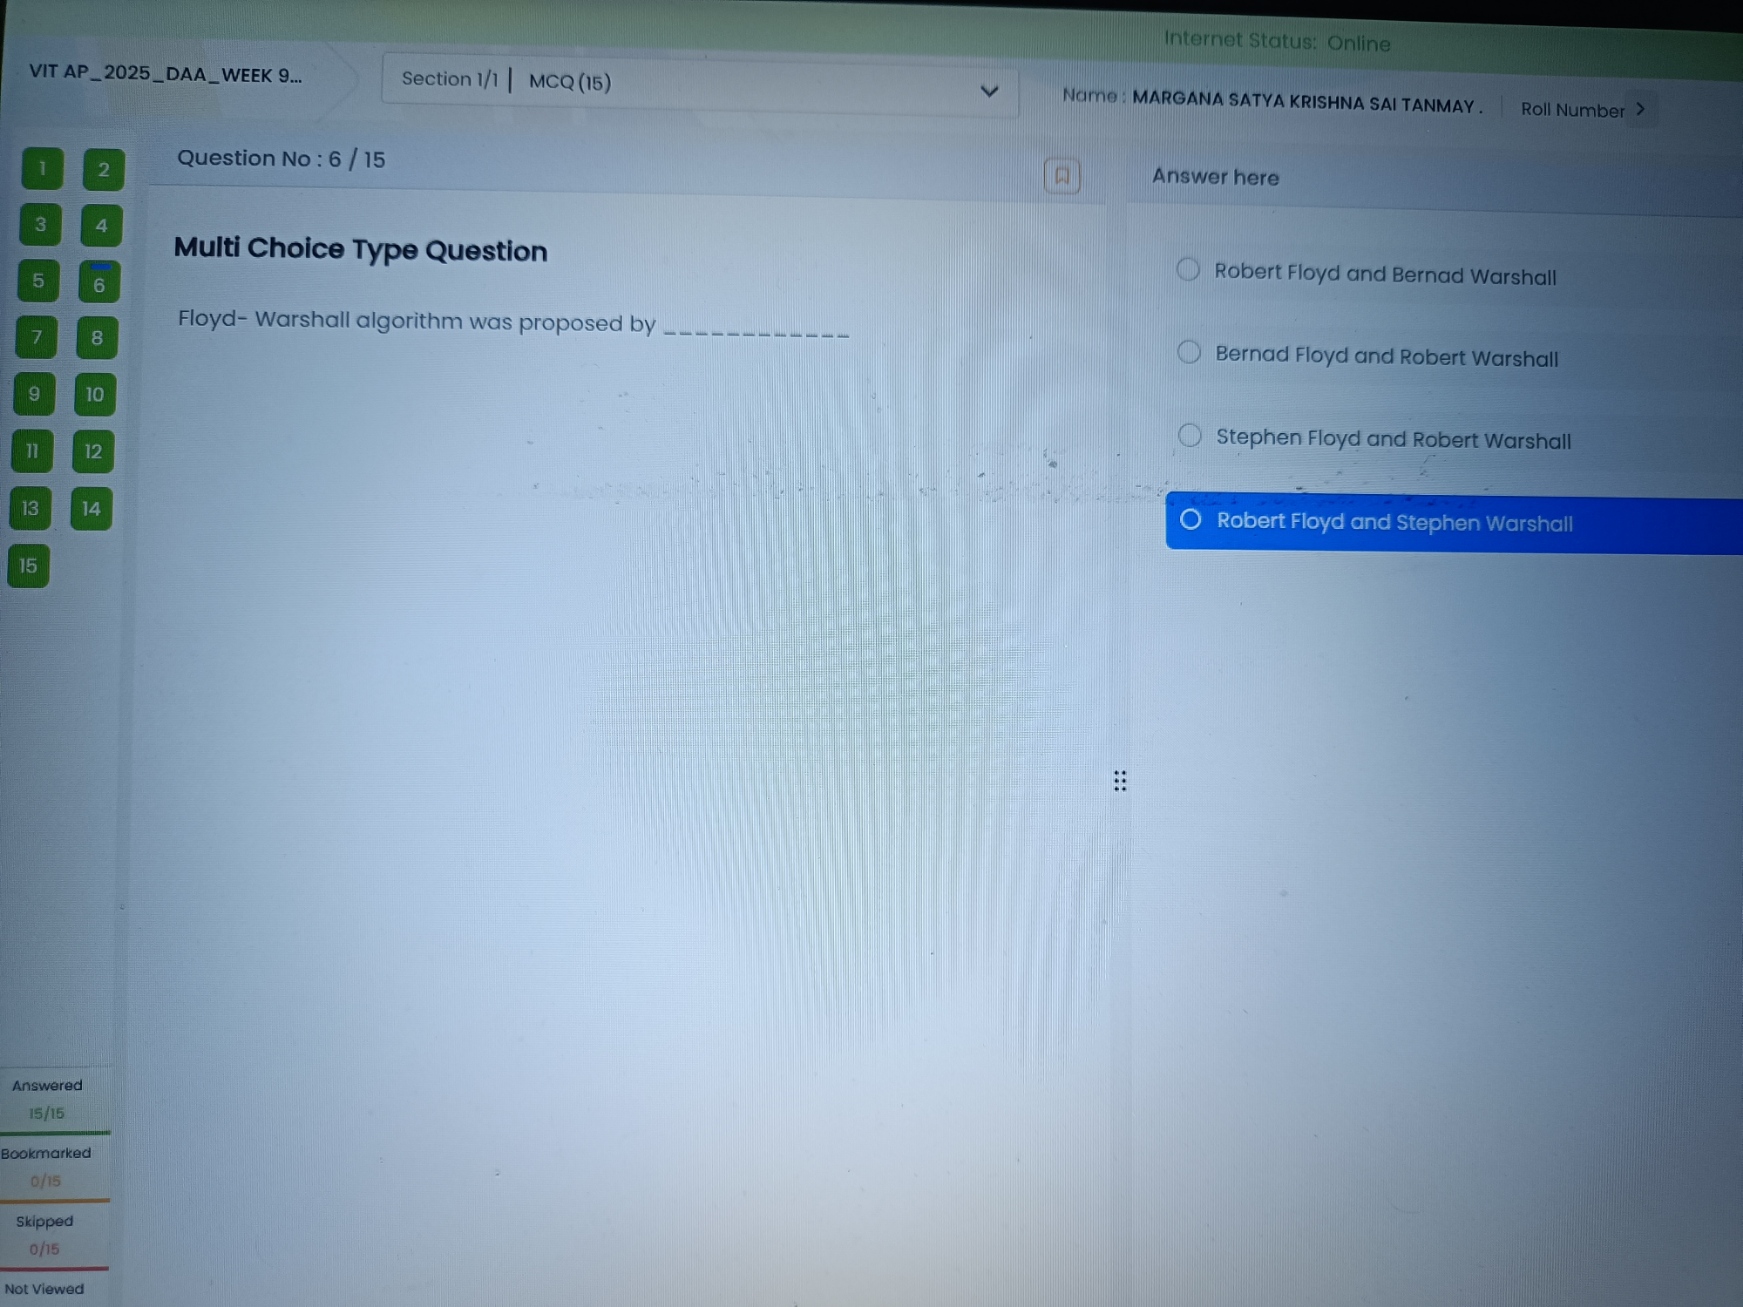 Internet Status: Online
VIT AP_2025_DAA_WEEK 9...
Section 1/1 | MCQ (15)
Name : MARGANA SATYA KRISHNA SAI TANMAY .
Roll Number >
Question No : 6 / 15
Answer here
1 2
3 4
5 6
7 8
9 10
11 12
13 14
15
Multi Choice Type Question
Floyd- Warshall algorithm was proposed by ____________
Robert Floyd and Bernad Warshall
Bernad Floyd and Robert Warshall
Stephen Floyd and Robert Warshall
Robert Floyd and Stephen Warshall
Answered
15/15
Bookmarked
0/15
Skipped
0/15
Not Viewed